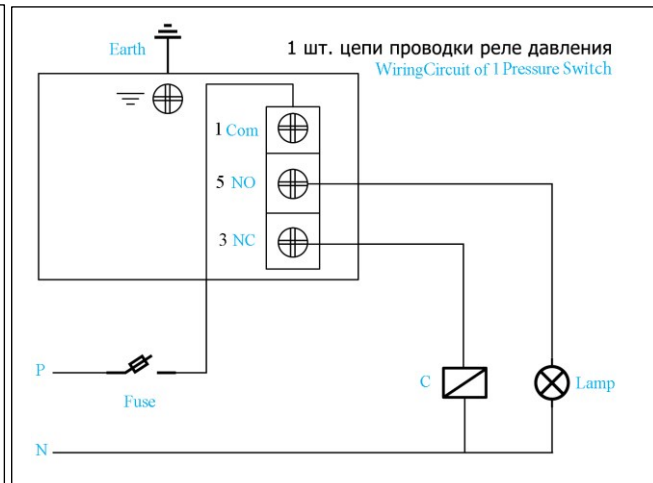 Earth
1 шт. цепи проводки реле давления
WiringCircuit of 1 Pressure Switch
1 Com
5 NO
3 NC
P
Fuse
C
Lamp
N